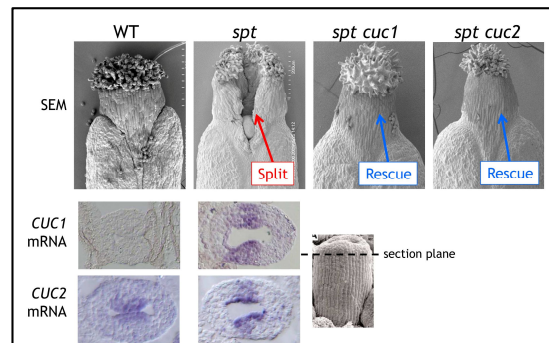 WT
spt
spt cuc1
spt cuc2
SEM
Split
Rescue
Rescue
CUC1
mRNA
section plane
CUC2
mRNA